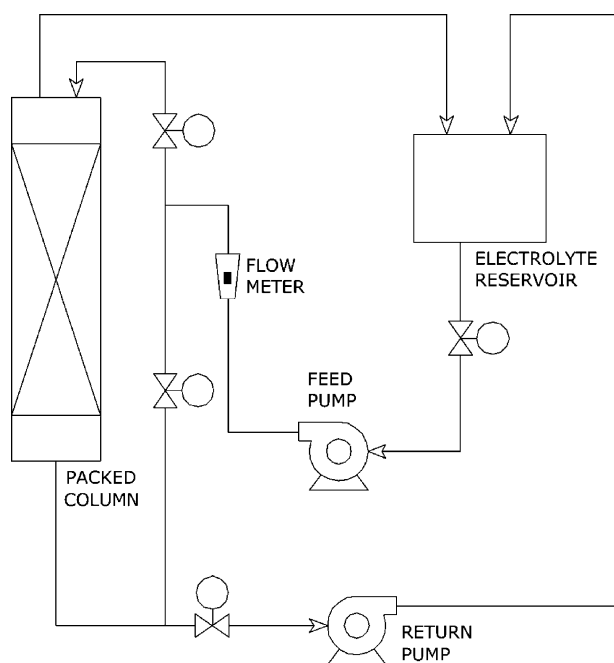 ELECTROLYTE
RESERVOIR
FLOW
METER
FEED
PUMP
PACKED
COLUMN
RETURN
PUMP